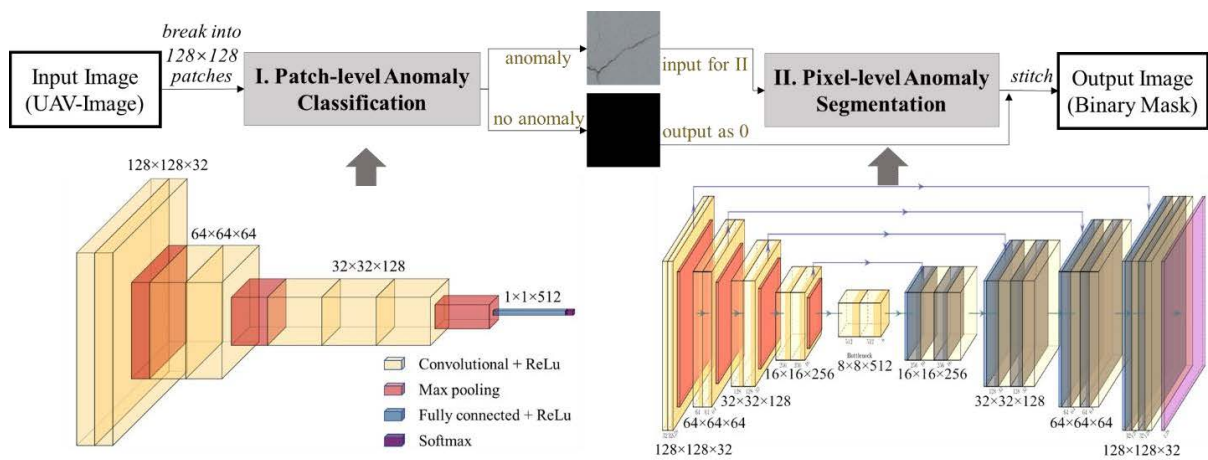 Input Image
(UAV-Image)
break into
128×128
patches
I. Patch-level Anomaly
Classification
anomaly
no anomaly
input for II
output as 0
II. Pixel-level Anomaly
Segmentation
stitch
Output Image
(Binary Mask)
128×128×32
64×64×64
32×32×128
1×1×512
Convolutional + ReLu
Max pooling
Fully connected + ReLu
Softmax
128×128×32
64×64×64
32×32×128
16×16×256
Bottleneck
8×8×512
16×16×256
32×32×128
64×64×64
128×128×32